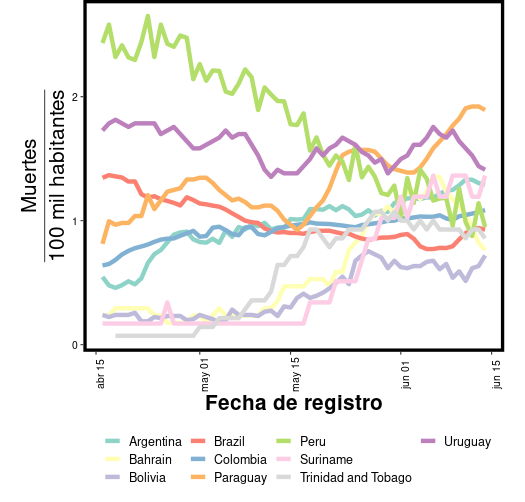 Muertes
100 mil habitantes
2
1
0
abr 15
may 01
may 15
jun 01
jun 15
Fecha de registro
Argentina Brazil Peru Uruguay
Bahrain Colombia Suriname
Bolivia Paraguay Trinidad and Tobago